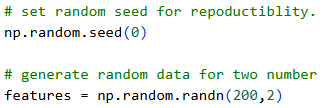 # set random seed for repoductiblity.
np.random.seed(0)
# generate random data for two number
features = np.random.randn(200,2)